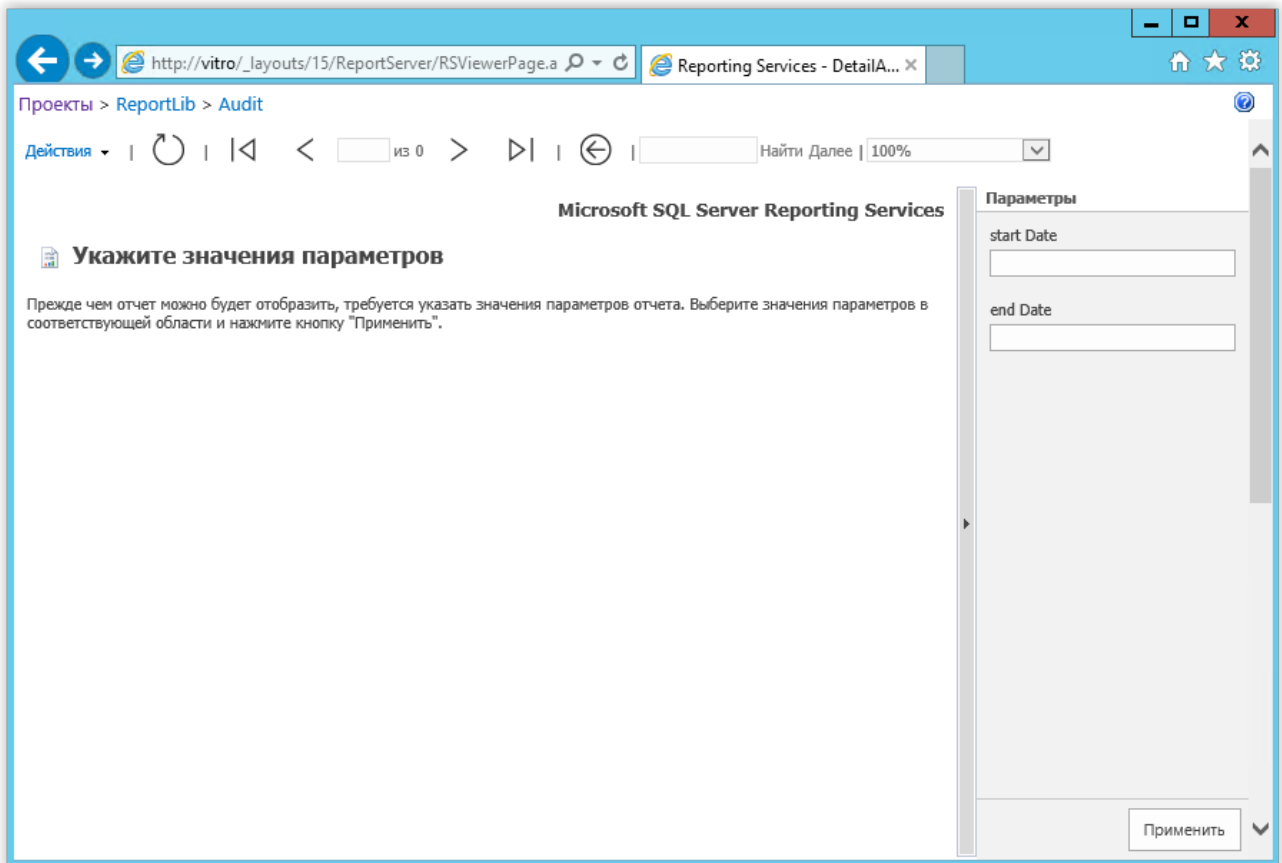 http://vitro/_layouts/15/ReportServer/RSViewerPage.a
Reporting Services - DetailA...
Проекты > ReportLib > Audit
Действия | | из 0 | | Найти Далее | 100%
Microsoft SQL Server Reporting Services
Укажите значения параметров
Прежде чем отчет можно будет отобразить, требуется указать значения параметров отчета. Выберите значения параметров в
соответствующей области и нажмите кнопку "Применить".
Параметры
start Date
end Date
Применить